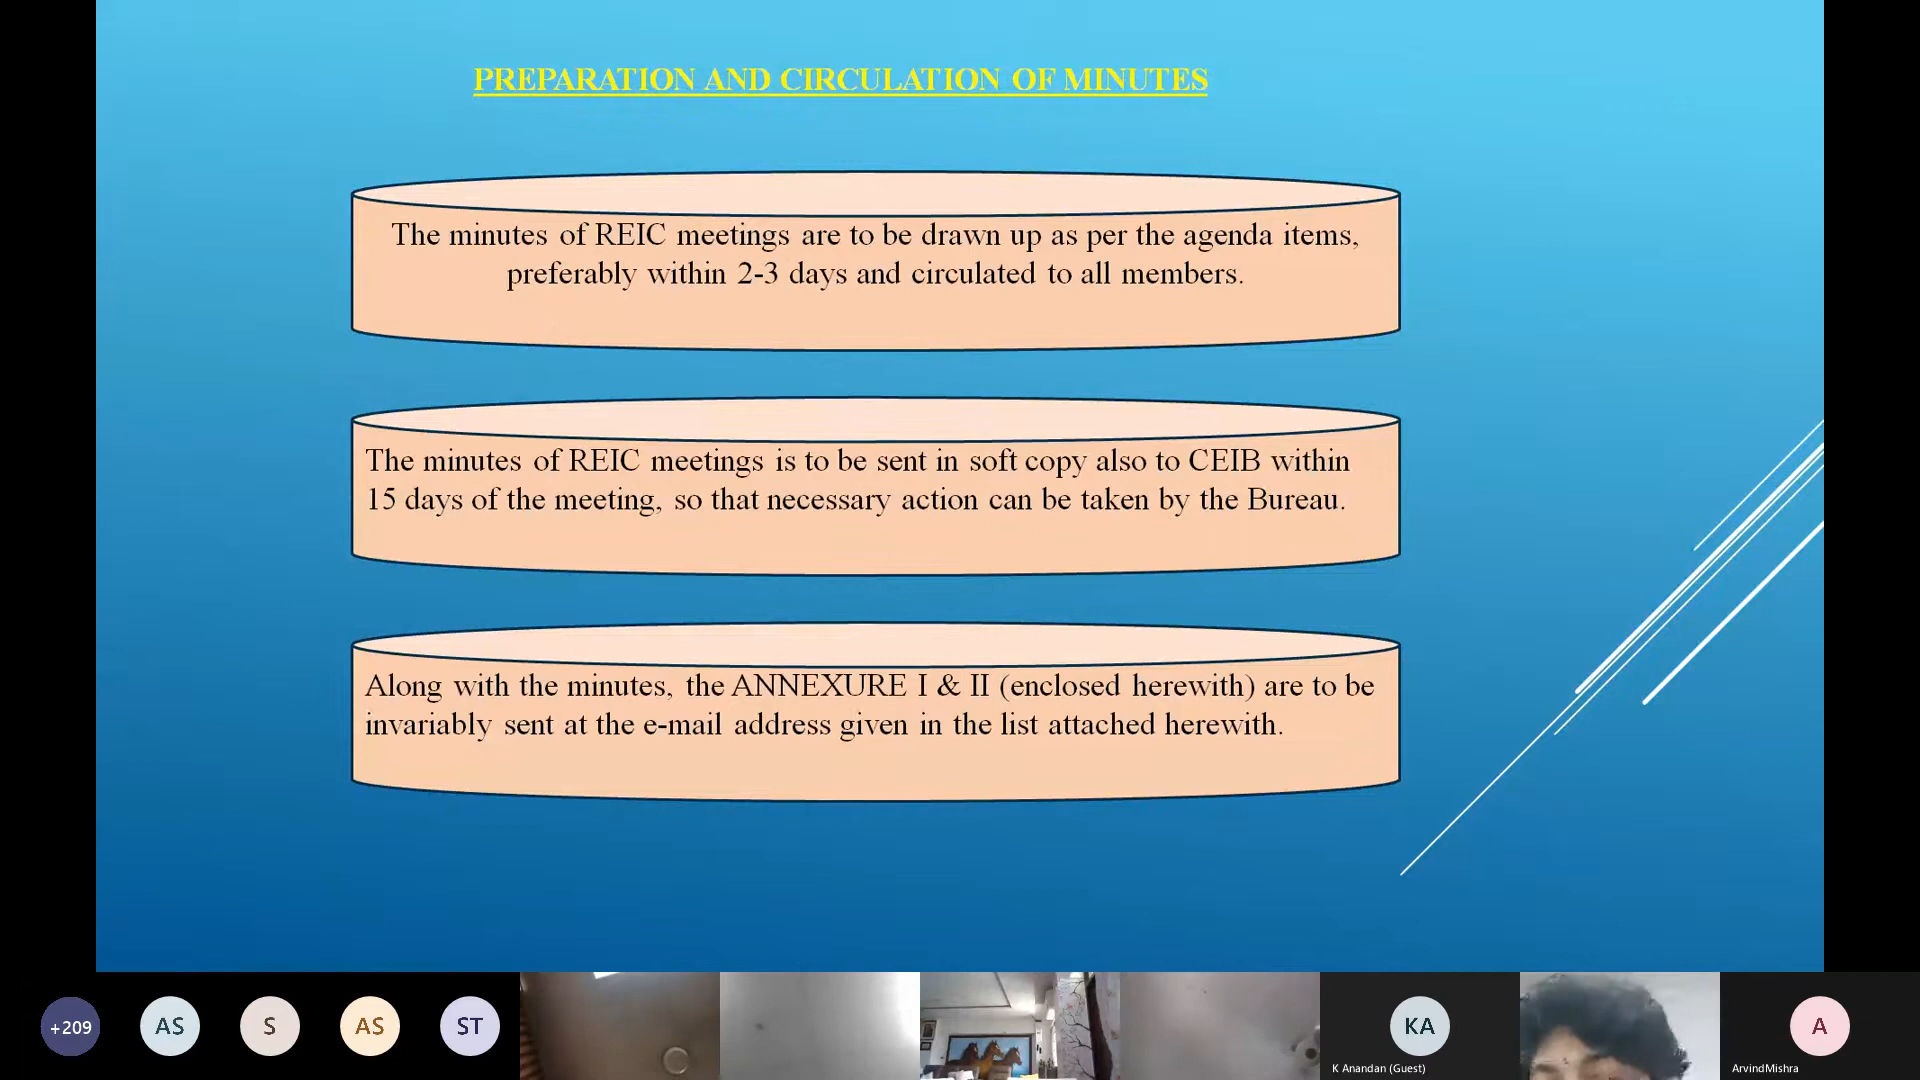 PREPARATION AND CIRCULATION OF MINUTES
The minutes of REIC meetings are to be drawn up as per the agenda items,
preferably within 2-3 days and circulated to all members.
The minutes of REIC meetings is to be sent in soft copy also to CEIB within
15 days of the meeting, so that necessary action can be taken by the Bureau.
Along with the minutes, the ANNEXURE I & II (enclosed herewith) are to be
invariably sent at the e-mail address given in the list attached herewith.
+209
AS
S
AS
ST
KA
A
K Anandan (Guest)
ArvindMishra